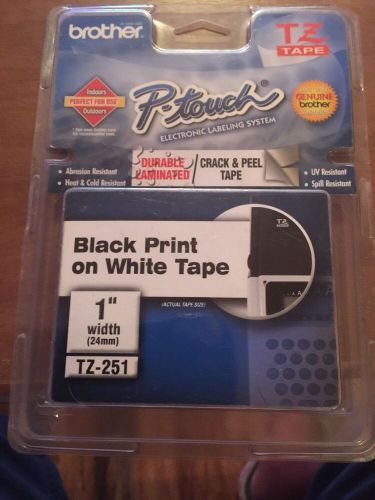 brother
TZ
TAPE
Indoors
PERFECT FOR USE
Outdoors
GENUINE
brother
P-touch®
ELECTRONIC LABELING SYSTEM
DURABLE
LAMINATED
CRACK & PEEL
TAPE
• Abrasion Resistant
• Heat & Cold Resistant
• UV Resistant
• Spill Resistant
TZ
Black Print
on White Tape
(ACTUAL TAPE SIZE)
1"
width
(24mm)
TZ-251